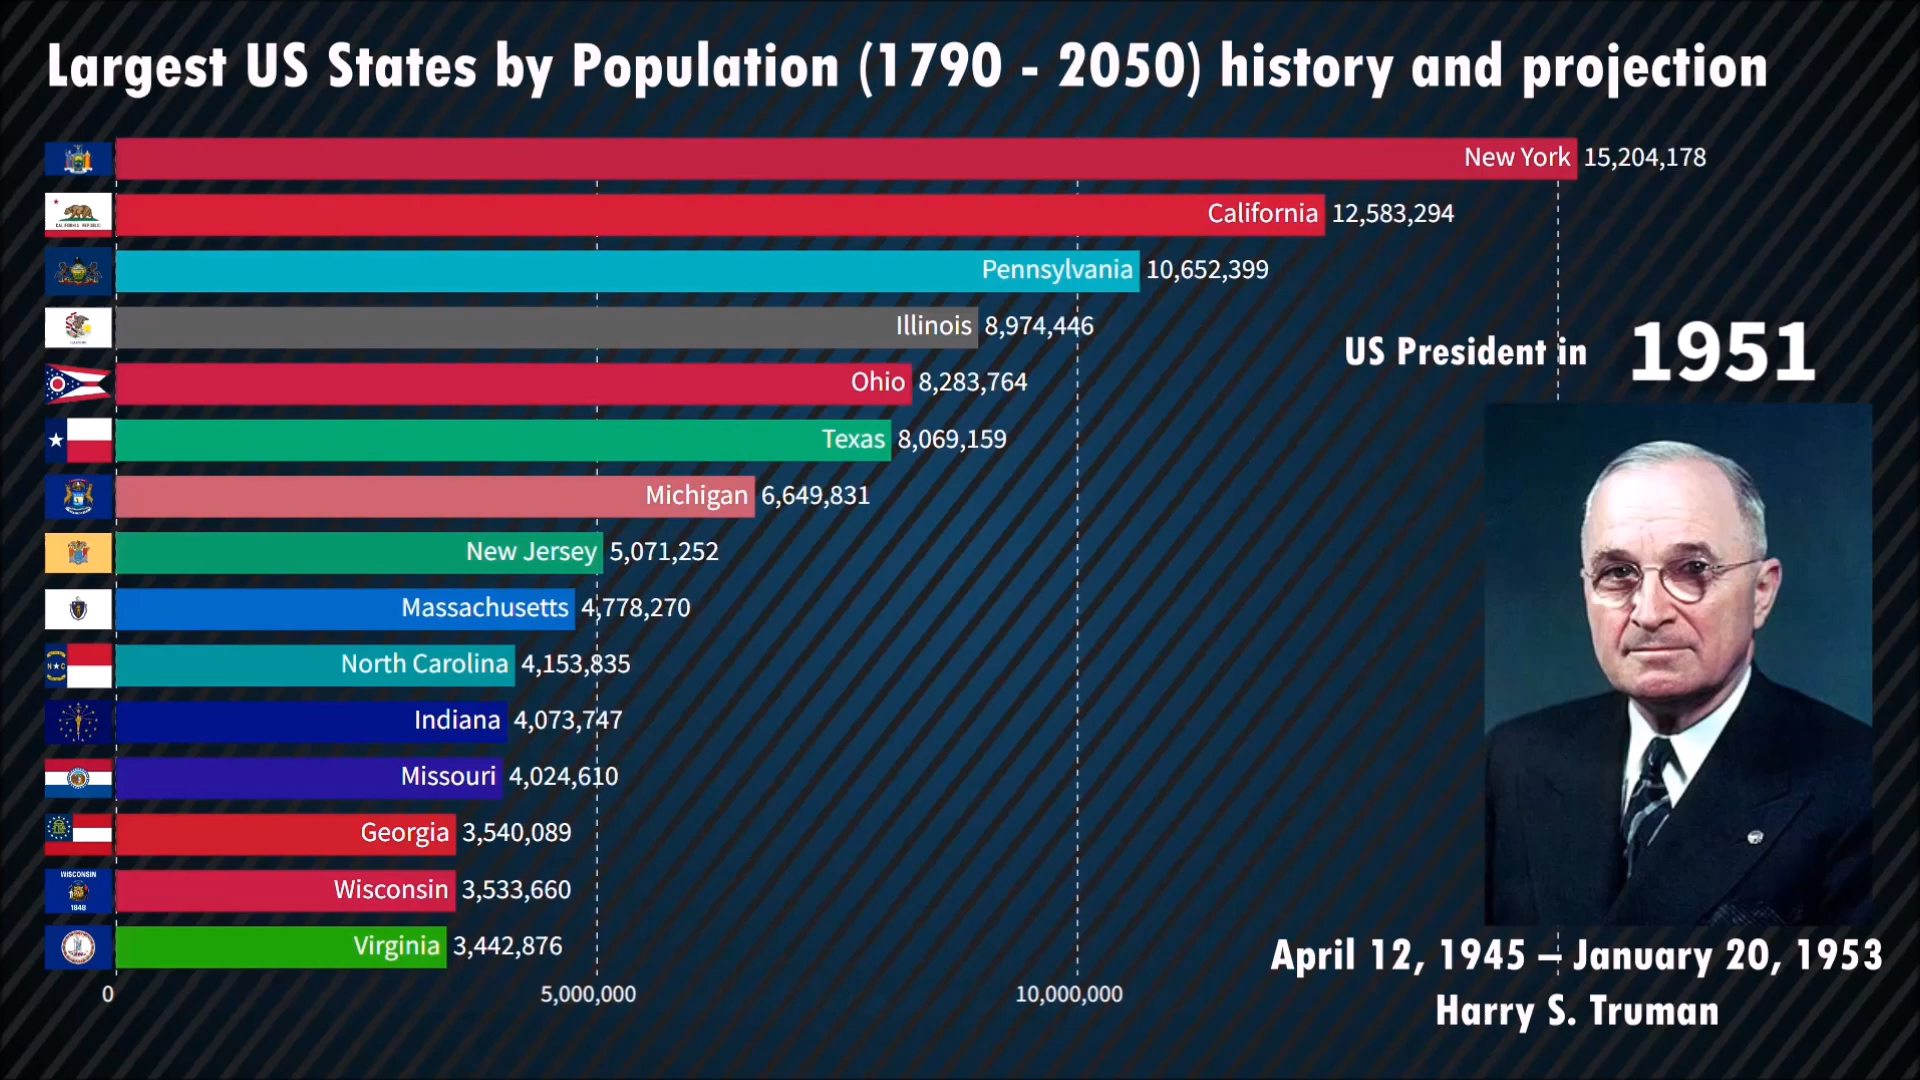 Largest US States by Population (1790 - 2050) history and projection
New York 15,204,178
California 12,583,294
Pennsylvania 10,652,399
Illinois 8,974,446
US President in 1951
Ohio 8,283,764
Texas 8,069,159
Michigan 6,649,831
New Jersey 5,071,252
Massachusetts 4,778,270
North Carolina 4,153,835
Indiana 4,073,747
Missouri 4,024,610
Georgia 3,540,089
WISCONSIN
Wisconsin 3,533,660
1848
Virginia 3,442,876
0 5,000,000 10,000,000
April 12, 1945 – January 20, 1953
Harry S. Truman